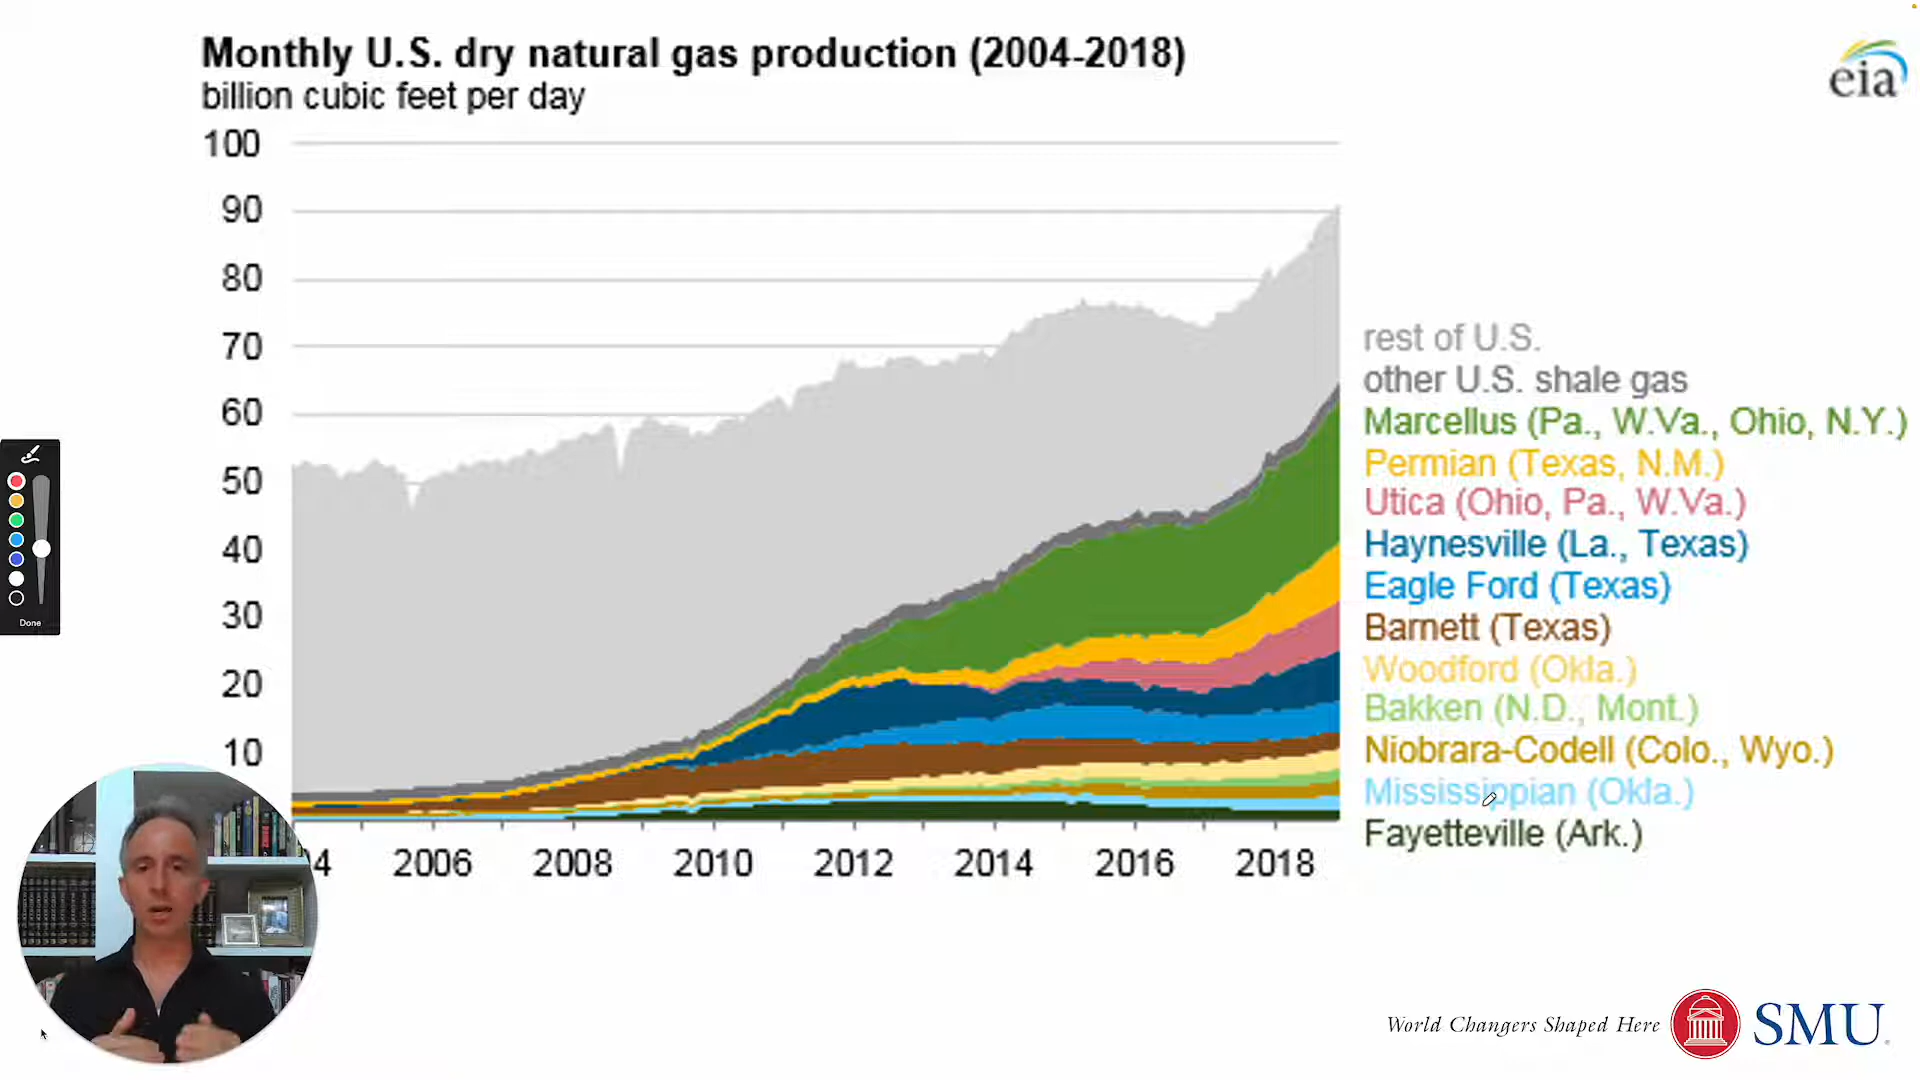 Monthly U.S. dry natural gas production (2004-2018)
billion cubic feet per day
eia
100
90
80
70
60
50
40
30
20
10
rest of U.S.
other U.S. shale gas
Marcellus (Pa., W.Va., Ohio, N.Y.)
Permian (Texas, N.M.)
Utica (Ohio, Pa., W.Va.)
Haynesville (La., Texas)
Eagle Ford (Texas)
Barnett (Texas)
Woodford (Okla.)
Bakken (N.D., Mont.)
Niobrara-Codell (Colo., Wyo.)
Mississippian (Okla.)
Fayetteville (Ark.)
04 2006 2008 2010 2012 2014 2016 2018
Done
World Changers Shaped Here SMU